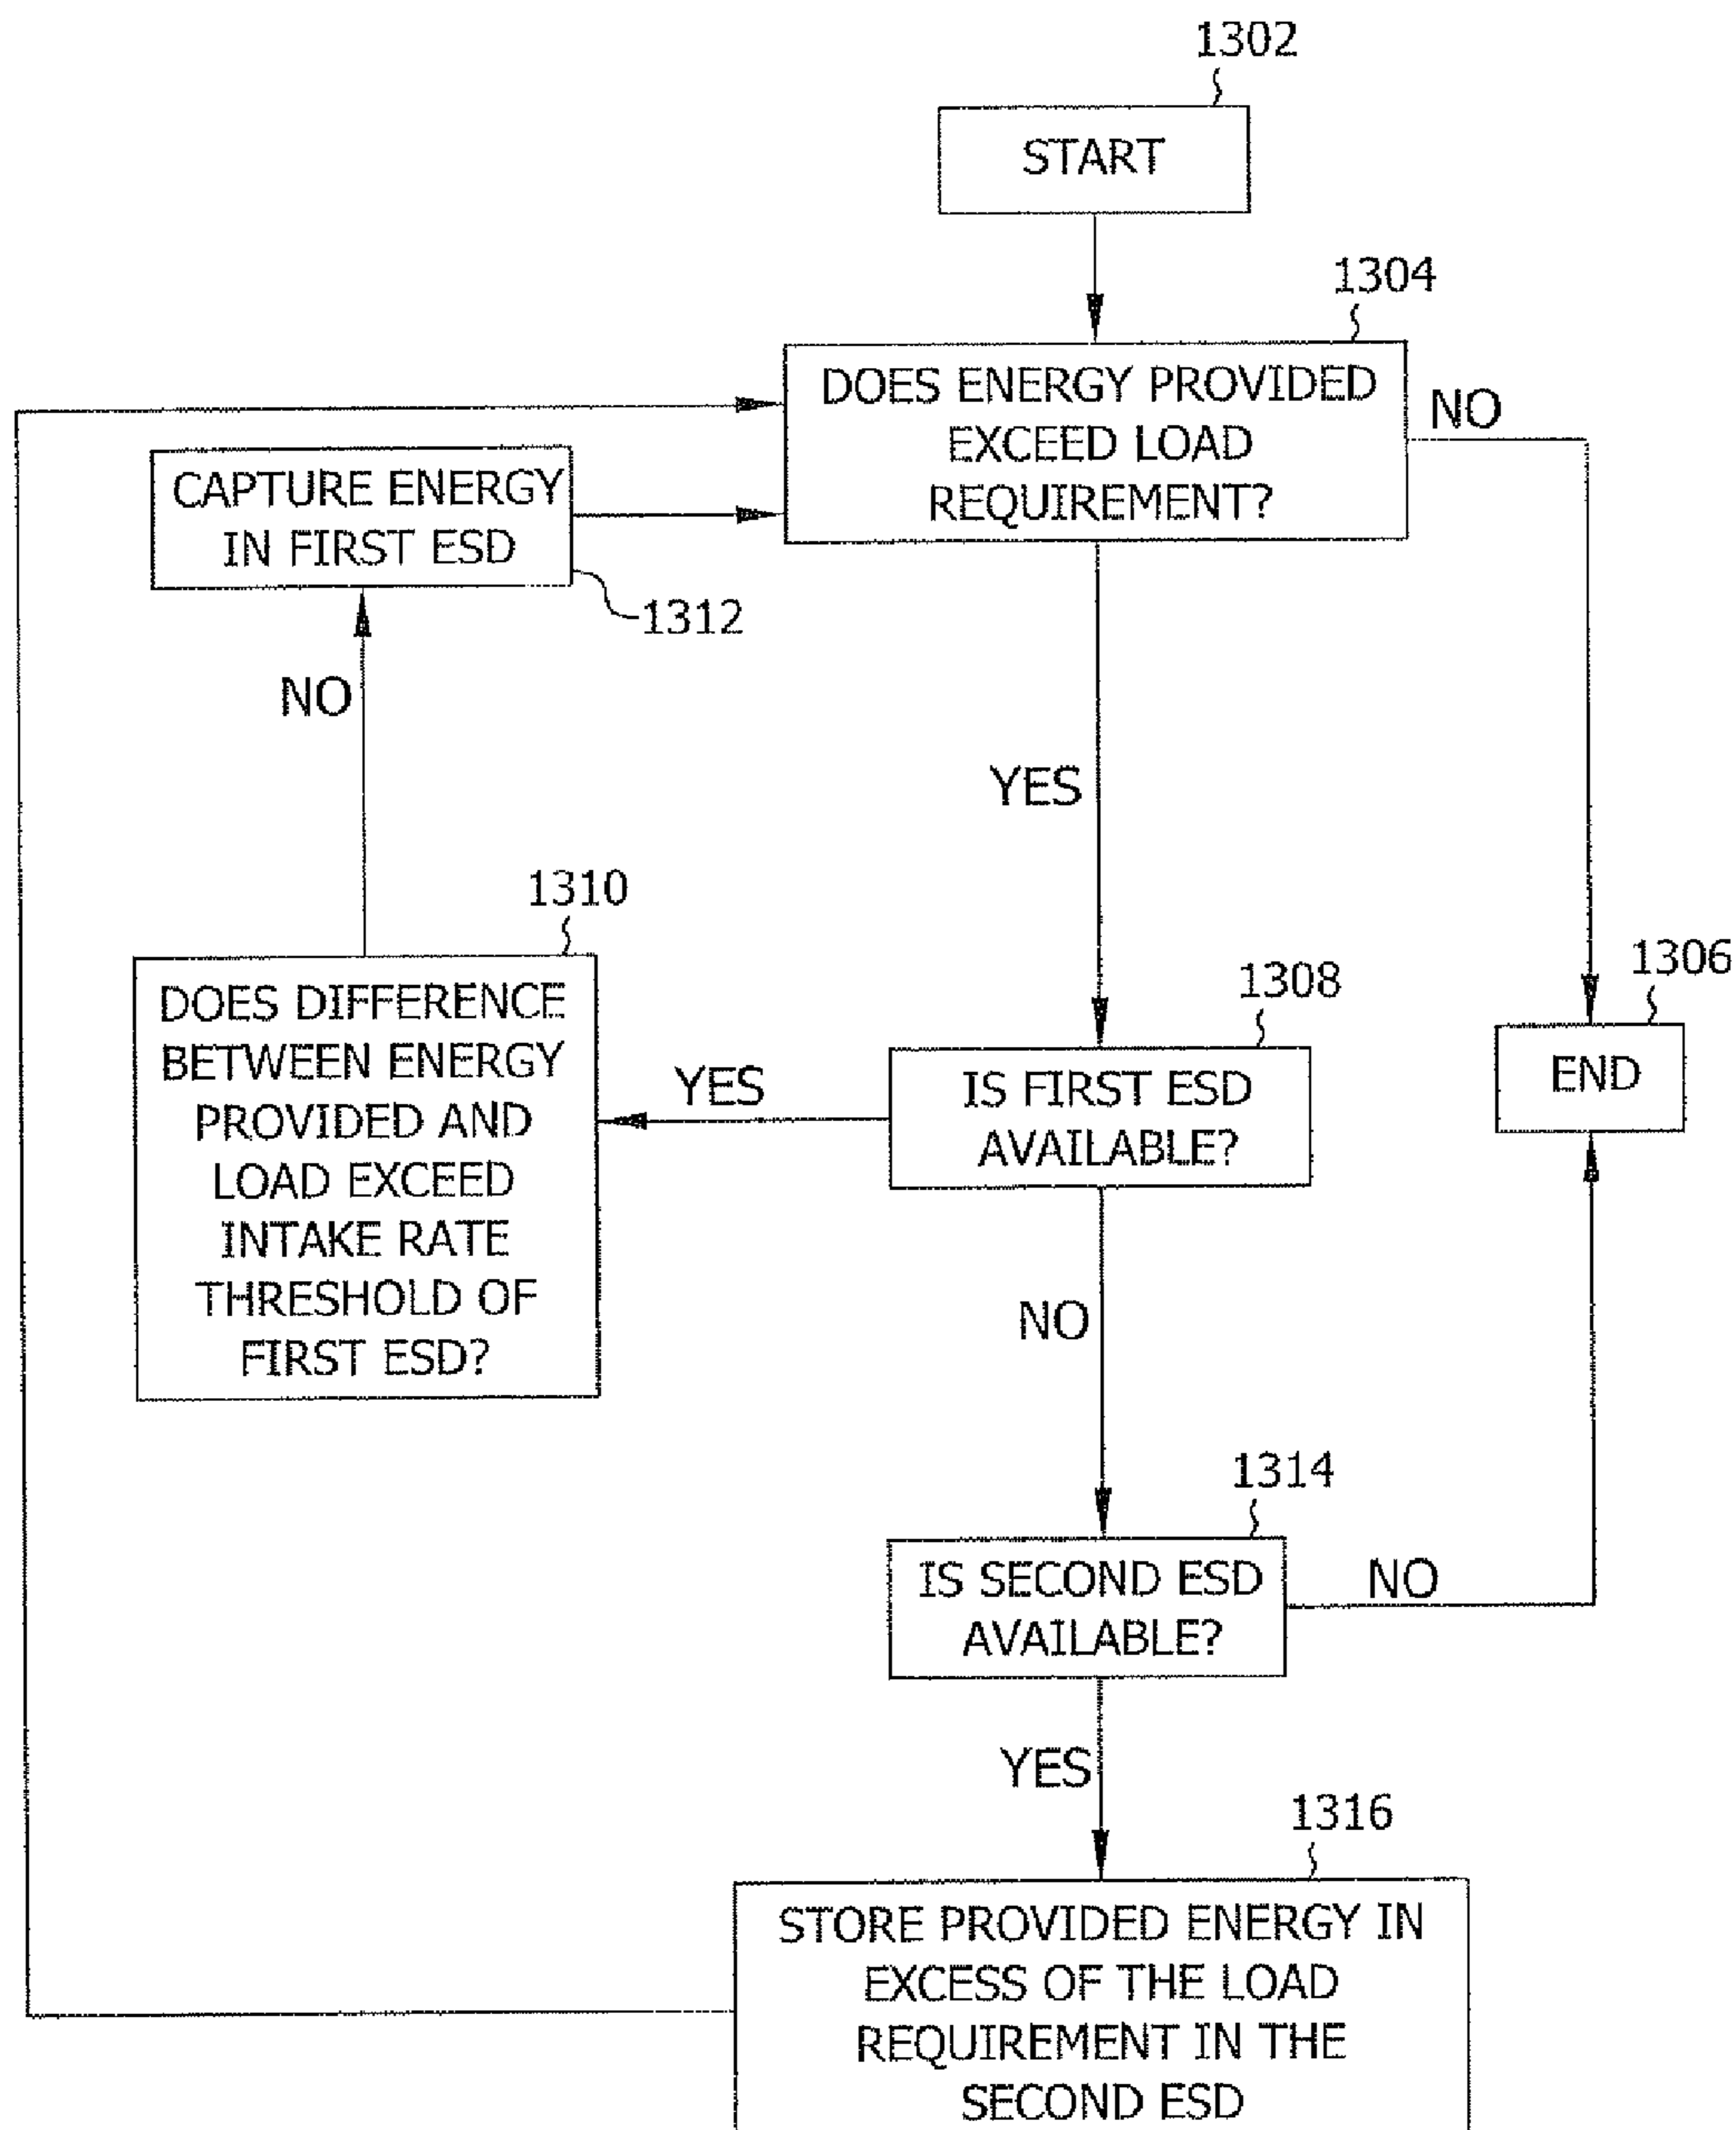 1302
START
1304
DOES ENERGY PROVIDED
EXCEED LOAD
REQUIREMENT?
NO
CAPTURE ENERGY
IN FIRST ESD
1312
NO
YES
1310
DOES DIFFERENCE
BETWEEN ENERGY
PROVIDED AND
LOAD EXCEED
INTAKE RATE
THRESHOLD OF
FIRST ESD?
YES
1308
IS FIRST ESD
AVAILABLE?
1306
END
NO
1314
IS SECOND ESD
AVAILABLE?
NO
YES
1316
STORE PROVIDED ENERGY IN
EXCESS OF THE LOAD
REQUIREMENT IN THE
SECOND ESD